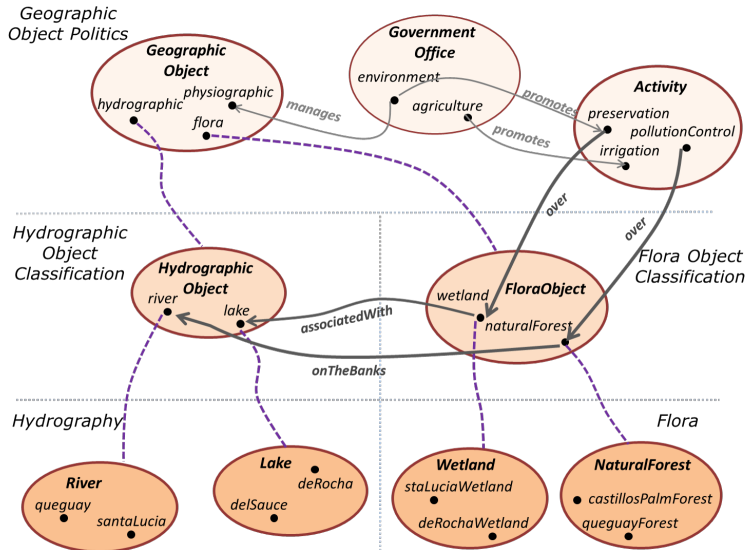 Geographic
Object Politics
Geographic
Object
physiographic
hydrographic
flora
manages
Government
Office
environment
agriculture
promotes
promotes
Activity
preservation
pollutionControl
irrigation
over
over
Hydrographic
Object
Classification
Hydrographic
Object
river
lake
associatedWith
onTheBanks
FloraObject
wetland
naturalForest
Flora Object
Classification
Hydrography
Flora
River
queguay
santaLucia
Lake
deRocha
delSauce
Wetland
staLuciaWetland
deRochaWetland
NaturalForest
castillosPalmForest
queguayForest